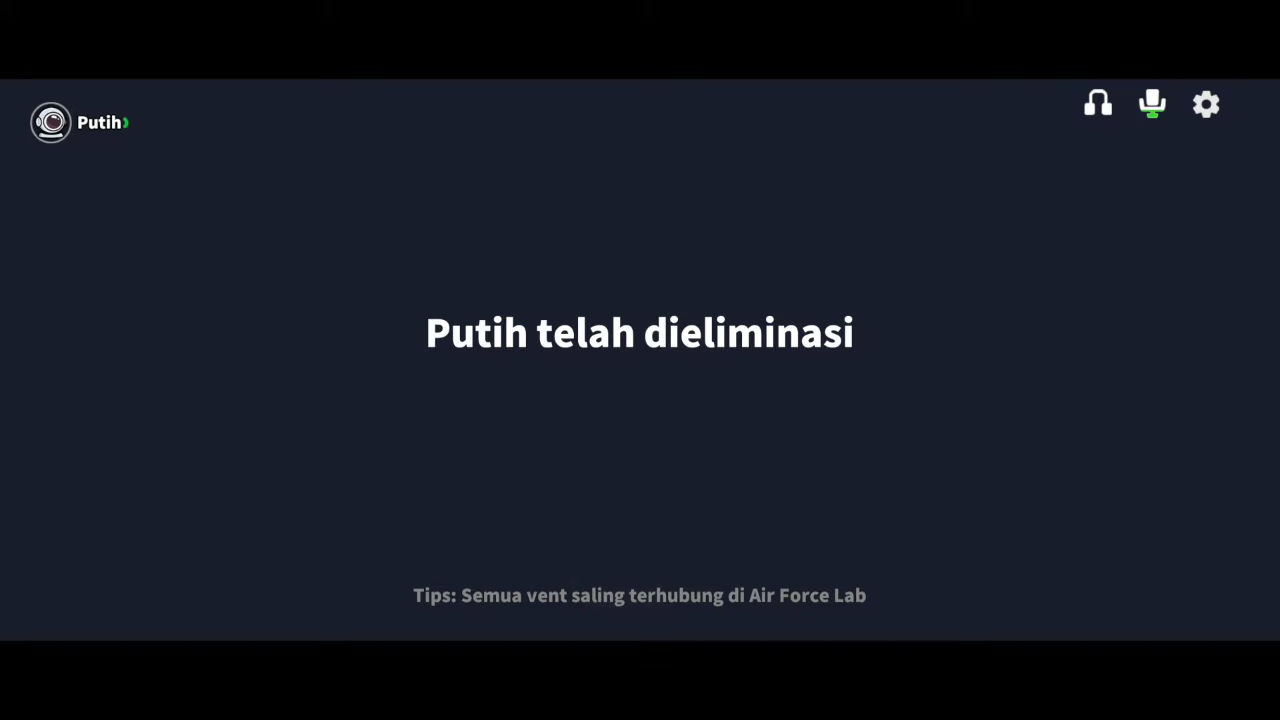 Putih
Putih telah dieliminasi
Tips: Semua vent saling terhubung di Air Force Lab